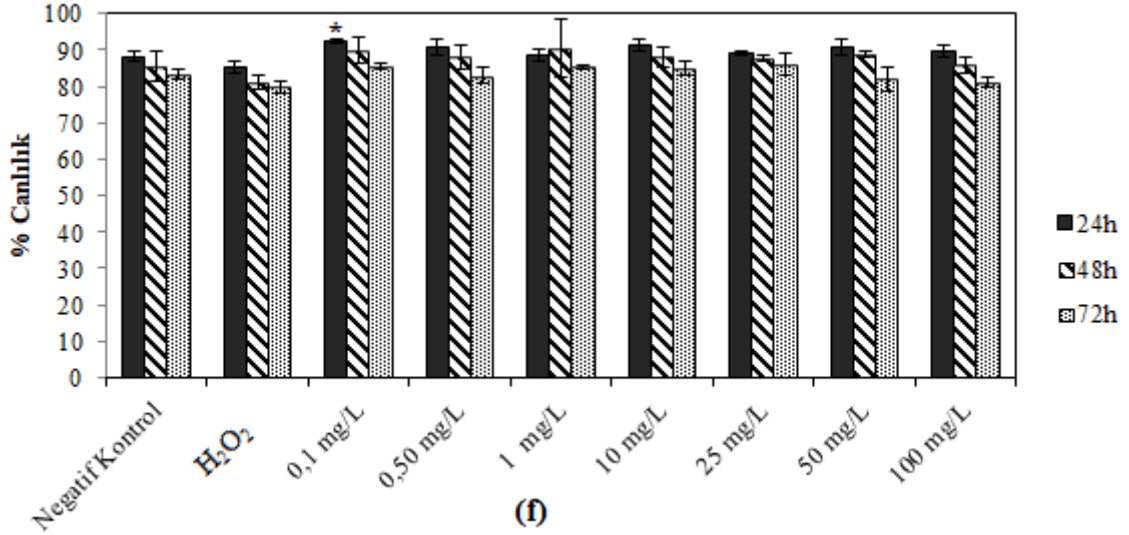 100
90
80
70
60
50
40
30
20
10
0
% Canlılık
*
24h
48h
72h
Negatif Kontrol
H₂O₂
0,1 mg/L
0,50 mg/L
1 mg/L
10 mg/L
25 mg/L
50 mg/L
100 mg/L
(f)